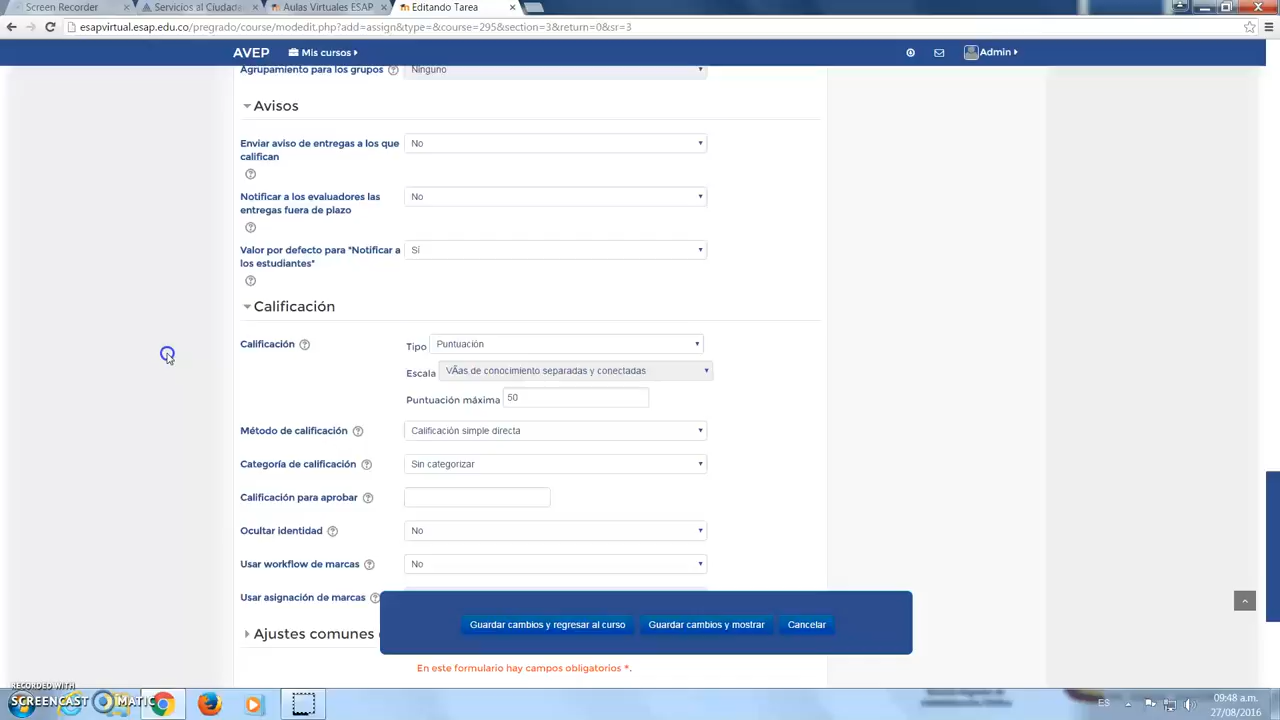 Screen Recorder
Servicios al Ciudada
Aulas Virtuales ESAP
Editando Tarea
esapvirtual.esap.edu.co/pregrado/course/modedit.php?add=assign&type=&course=295&section=3&return=0&sr=3
AVEP Mis cursos Admin
Agrupamiento para los grupos Ninguno
Avisos
Enviar aviso de entregas a los que No
califican
Notificar a los evaluadores las No
entregas fuera de plazo
Valor por defecto para "Notificar a Sí
los estudiantes"
Calificación
Calificación Tipo Puntuación
Escala VÃas de conocimiento separadas y conectadas
Puntuación máxima 50
Método de calificación Calificación simple directa
Categoría de calificación Sin categorizar
Calificación para aprobar
Ocultar identidad No
Usar workflow de marcas No
Usar asignación de marcas
Guardar cambios y regresar al curso Guardar cambios y mostrar Cancelar
Ajustes comunes
En este formulario hay campos obligatorios *.
RECORDED WITH
SCREENCAST MATIC
ES
09:48 a.m.
27/08/2016